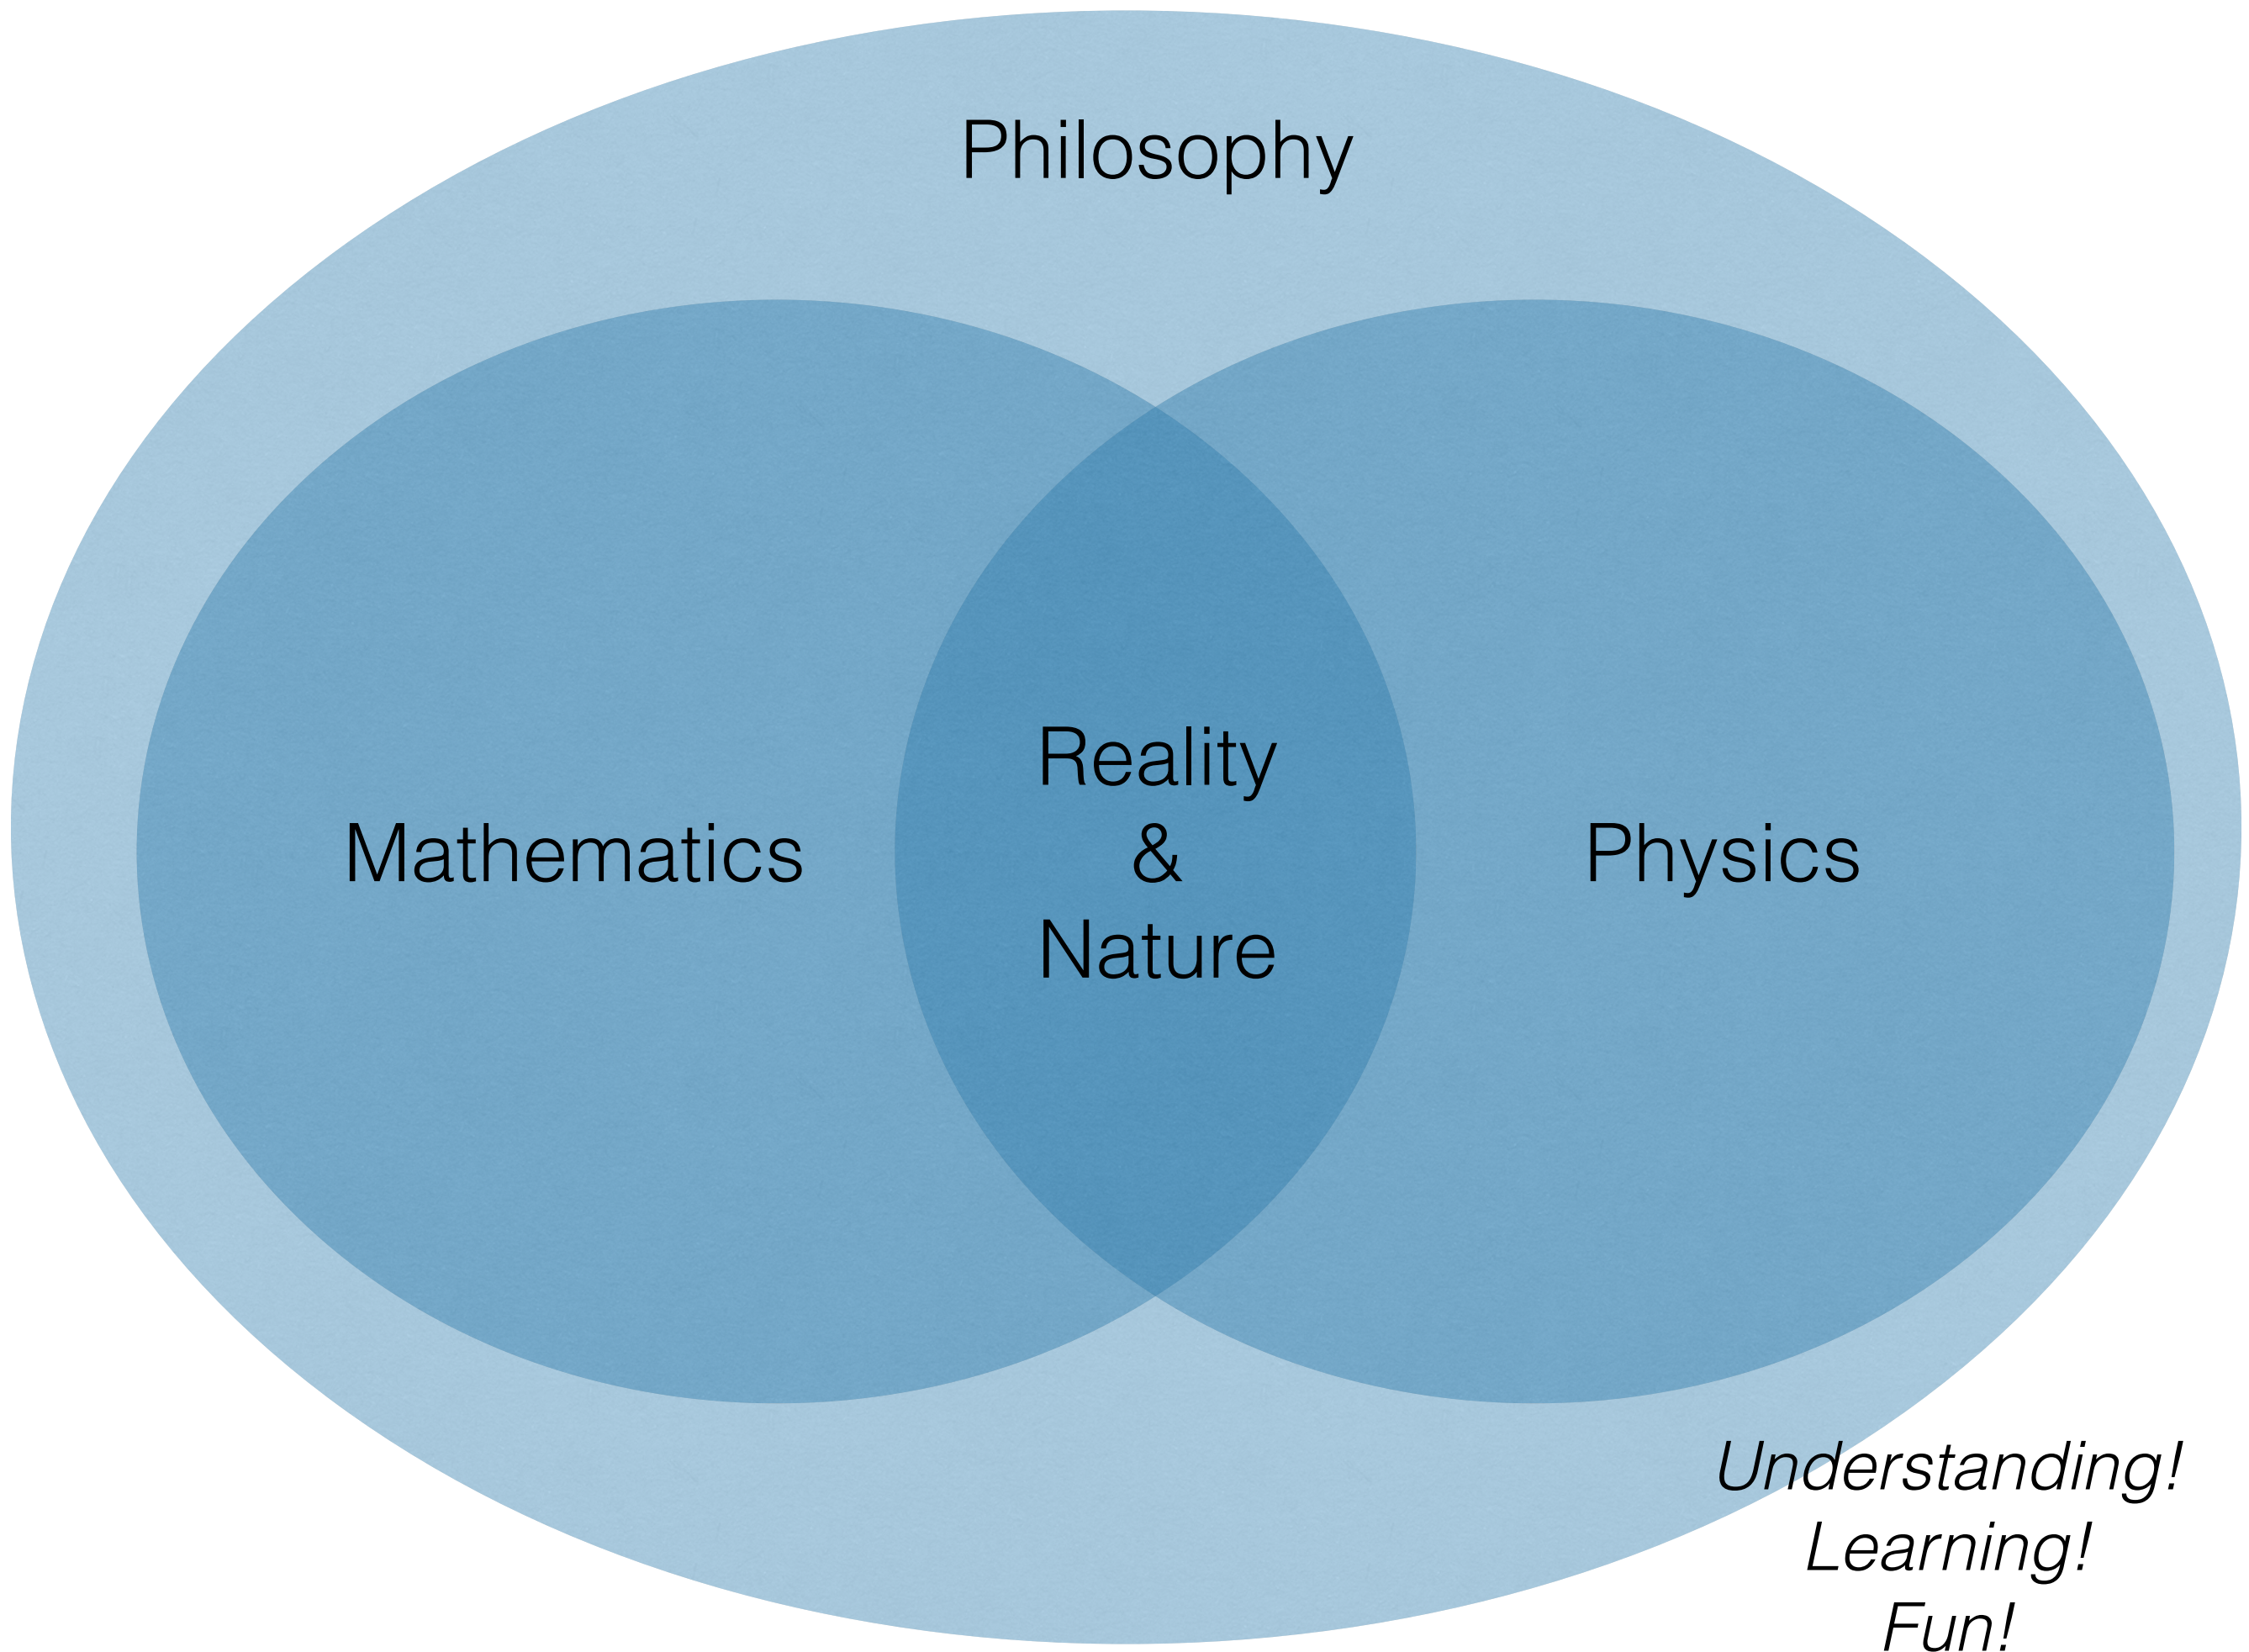 Philosophy
Mathematics
Reality
&
Nature
Physics
Understanding!
Learning!
Fun!